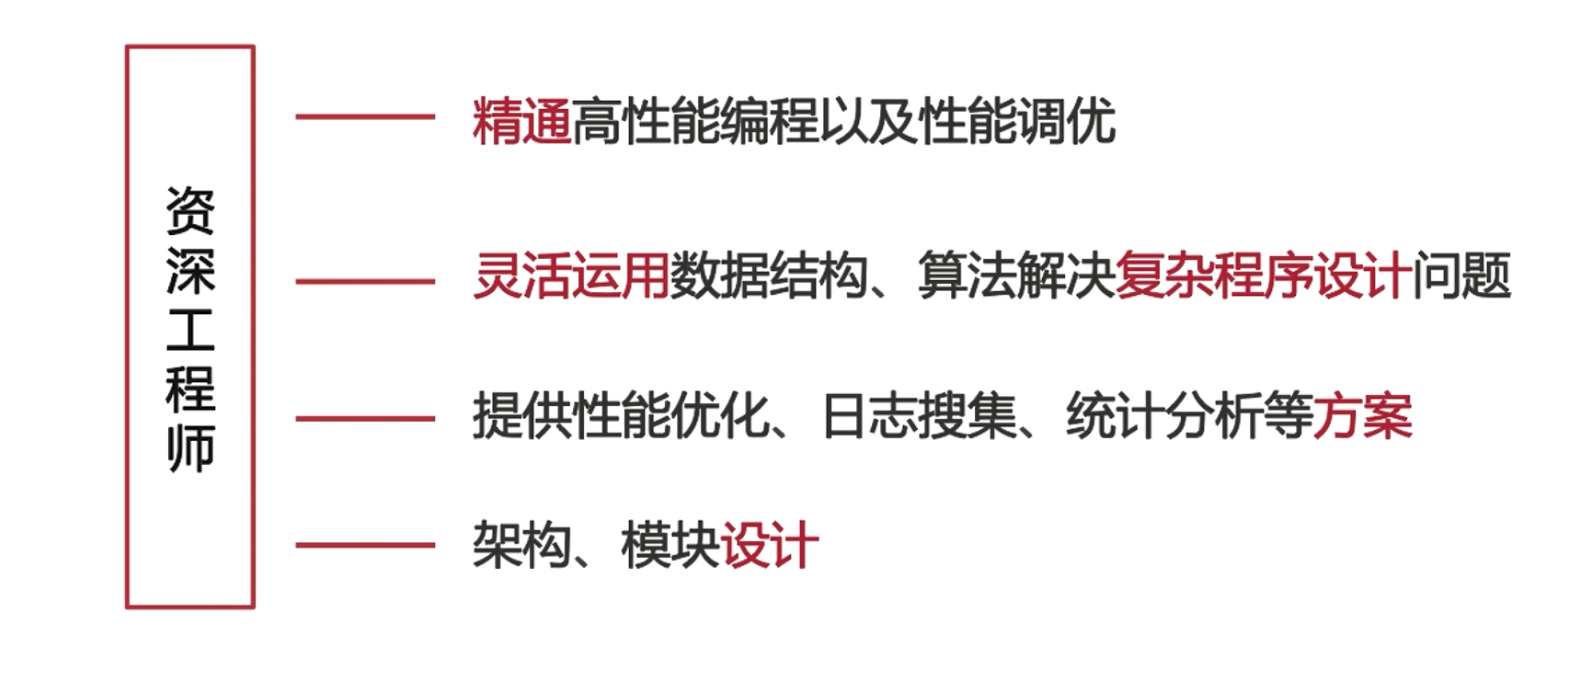 资深工程师
精通高性能编程以及性能调优
灵活运用数据结构、算法解决复杂程序设计问题
提供性能优化、日志搜集、统计分析等方案
架构、模块设计